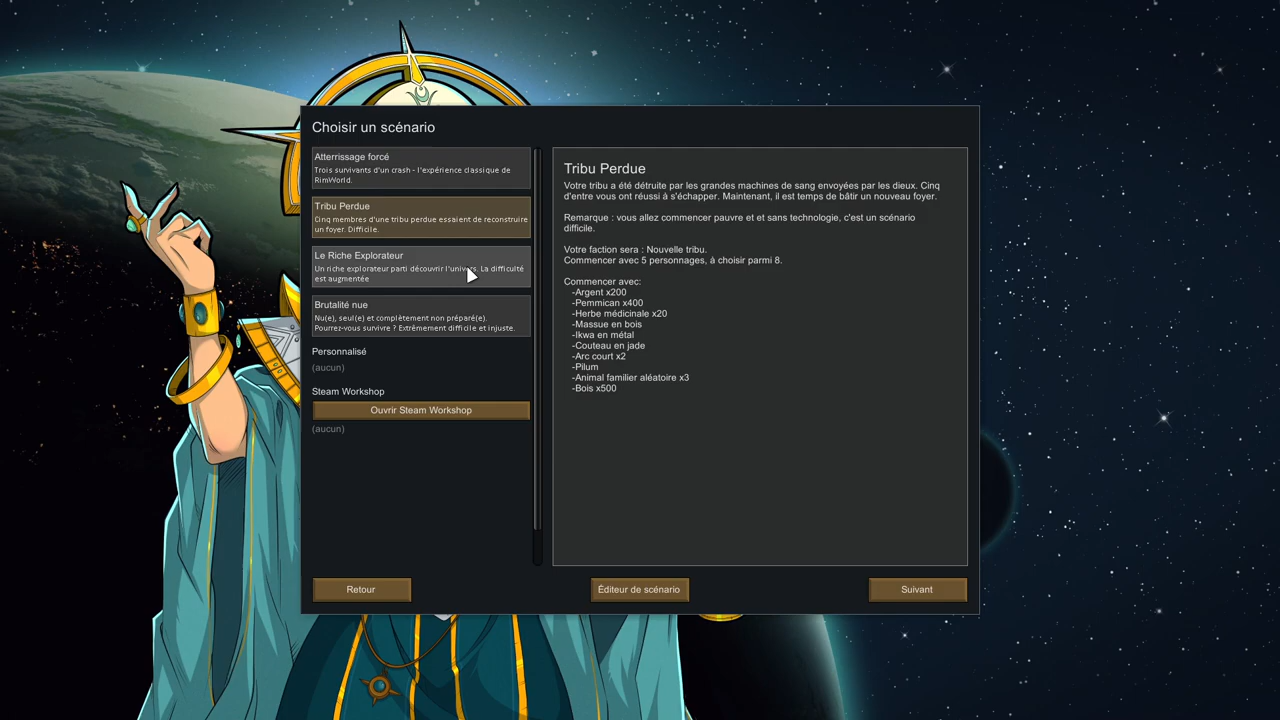 Choisir un scénario
Atterrissage forcé
Trois survivants d'un crash - l'expérience classique de
RimWorld.
Tribu Perdue
Cinq membres d'une tribu perdue essaient de reconstruire
un foyer. Difficile.
Le Riche Explorateur
Un riche explorateur parti découvrir l'univers. La difficulté
est augmentée
Brutalité nue
Nu(e), seul(e) et complètement non préparé(e).
Pourrez-vous survivre ? Extrêmement difficile et injuste.
Personnalisé
(aucun)
Steam Workshop
Ouvrir Steam Workshop
(aucun)
Tribu Perdue
Votre tribu a été détruite par les grandes machines de sang envoyées par les dieux. Cinq
d'entre vous ont réussi à s'échapper. Maintenant, il est temps de bâtir un nouveau foyer.
Remarque : vous allez commencer pauvre et et sans technologie, c'est un scénario
difficile.
Votre faction sera : Nouvelle tribu.
Commencer avec 5 personnages, à choisir parmi 8.
Commencer avec:
-Argent x200
-Pemmican x400
-Herbe médicinale x20
-Massue en bois
-Ikwa en métal
-Couteau en jade
-Arc court x2
-Pilum
-Animal familier aléatoire x3
-Bois x500
Retour
Éditeur de scénario
Suivant